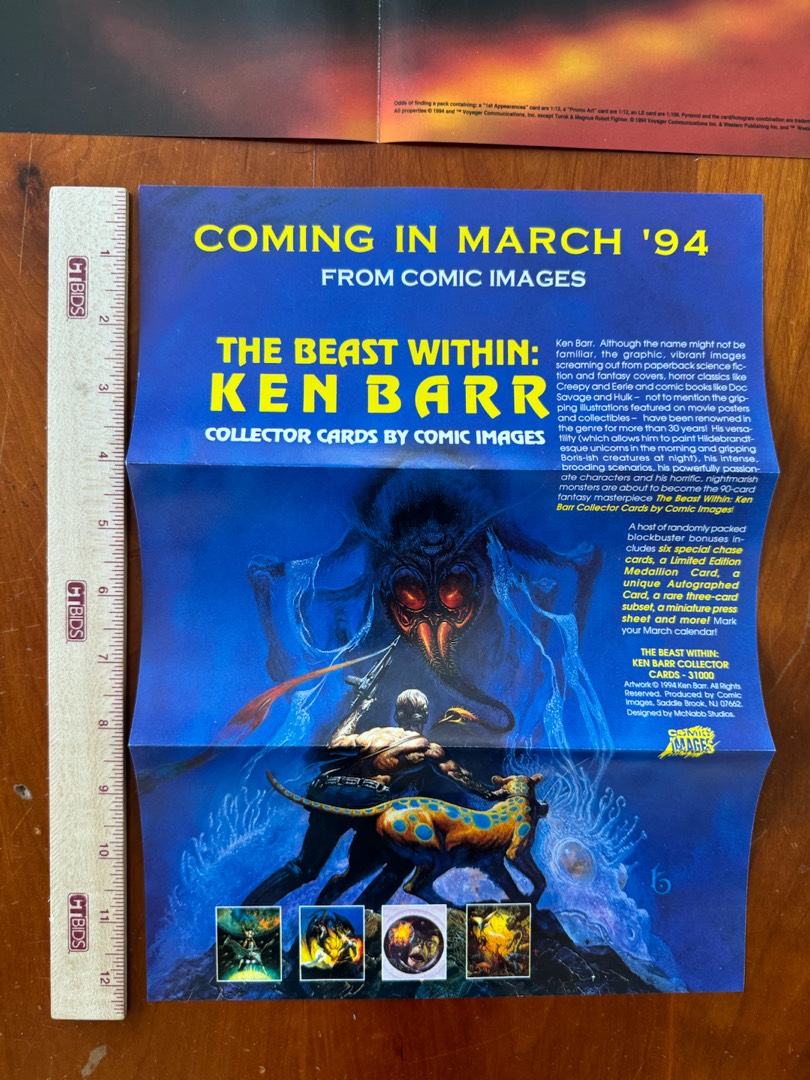 Odds of finding a pack containing: a "1st Appearances" card are 1:12, a "Promo Art" card are 1:12, an LE card are
Pyramid and the cardiflotogram combination are
All properties © 1994 and ™ Voyager Communications, Inc. except Turok & Magnus Robot Fighter. © 1994 Voyager Communications Inc. & Western Publishing Inc. and ™
COMING IN MARCH '94
FROM COMIC IMAGES
THE BEAST WITHIN:
KEN BARR
COLLECTOR CARDS BY COMIC IMAGES
Ken Barr. Although the name might not be
familiar, the graphic, vibrant images
screaming out from paperback science fic-
tion and fantasy covers, horror classics like
Creepy and Eerie and comic books like Doc
Savage and Hulk – not to mention the grip-
ping illustrations featured on movie posters
and collectibles – have been renowned in
the genre for more than 30 years! His versa-
tility (which allows him to paint Hildebrandt-
esque unicorns in the morning and gripping
Boris-ish creatures at night), his intense,
brooding scenarios, his powerfully passion-
ate characters and his horrific, nightmarish
monsters are about to become the 90-card
fantasy masterpiece The Beast Within: Ken
Barr Collector Cards by Comic Images!
A host of randomly packed
blockbuster bonuses in-
cludes six special chase
cards, a Limited Edition
Medallion Card, a
unique Autographed
Card, a rare three-card
subset, a miniature press
sheet and more! Mark
your March calendar!
THE BEAST WITHIN:
KEN BARR COLLECTOR
CARDS - 31000
Artwork © 1994 Ken Barr. All Rights
Reserved. Produced by Comic
Images, Saddle Brook, NJ 07662.
Designed by McNabb Studios.
COMIC
IMAGES
1
2
3
4
5
6
7
8
9
10
11
12
CTBIDS
CTBIDS
CTBIDS